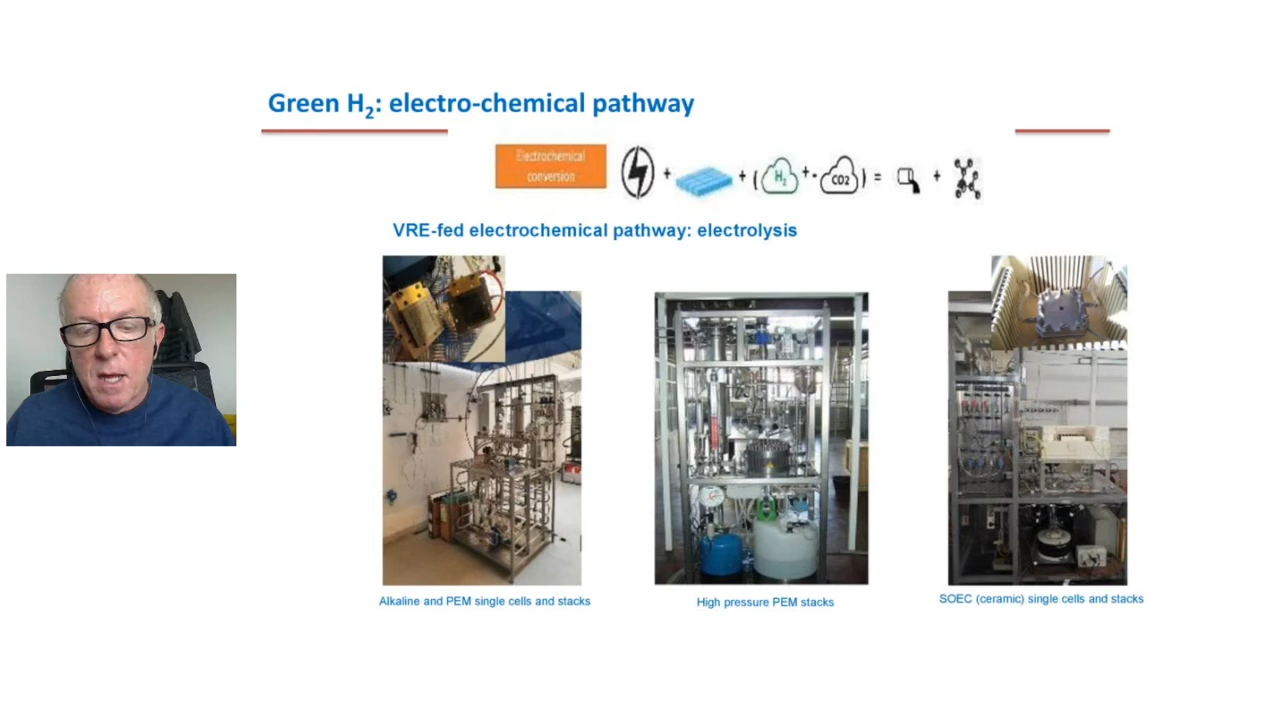 Green H₂: electro-chemical pathway
Electrochemical
conversion
+ + ( H₂ +- CO2 ) = +
VRE-fed electrochemical pathway: electrolysis
Alkaline and PEM single cells and stacks
High pressure PEM stacks
SOEC (ceramic) single cells and stacks